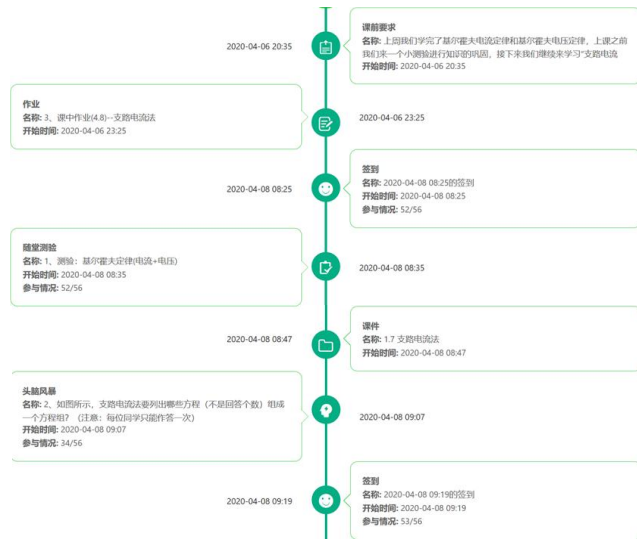 课前要求
名称: 上周我们学完了基尔霍夫电流定律和基尔霍夫电压定律，上课之前
我们来一个小测验进行知识的巩固，接下来我们继续来学习"支路电流
开始时间: 2020-04-06 20:35
2020-04-06 20:35
作业
名称: 3、课中作业(4.8)--支路电流法
开始时间: 2020-04-06 23:25
2020-04-06 23:25
签到
名称: 2020-04-08 08:25的签到
开始时间: 2020-04-08 08:25
参与情况: 52/56
2020-04-08 08:25
随堂测验
名称: 1、测验：基尔霍夫定律(电流+电压)
开始时间: 2020-04-08 08:35
参与情况: 52/56
2020-04-08 08:35
课件
名称: 1.7 支路电流法
开始时间: 2020-04-08 08:47
2020-04-08 08:47
头脑风暴
名称: 2、如图所示，支路电流法要列出哪些方程（不是回答个数）组成
一个方程组？（注意：每位同学只能作答一次）
开始时间: 2020-04-08 09:07
参与情况: 34/56
2020-04-08 09:07
签到
名称: 2020-04-08 09:19的签到
开始时间: 2020-04-08 09:19
参与情况: 53/56
2020-04-08 09:19